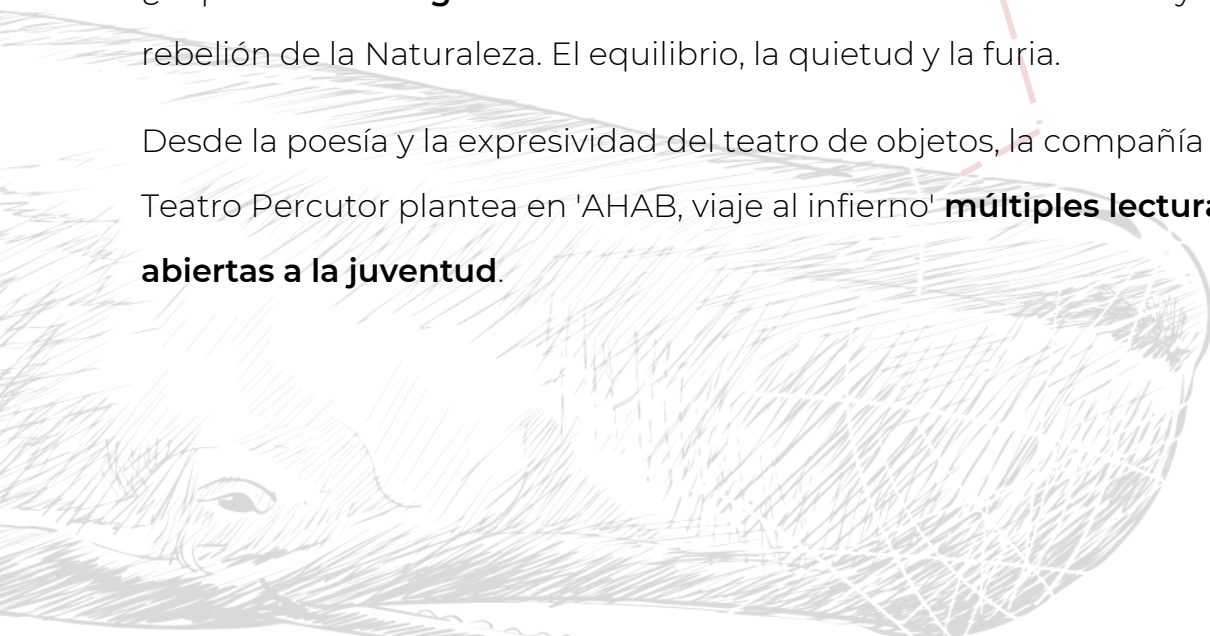 rebelión de la Naturaleza. El equilibrio, la quietud y la furia.
Desde la poesía y la expresividad del teatro de objetos, la compañía
Teatro Percutor plantea en 'AHAB, viaje al infierno' múltiples
abiertas a la juventud.